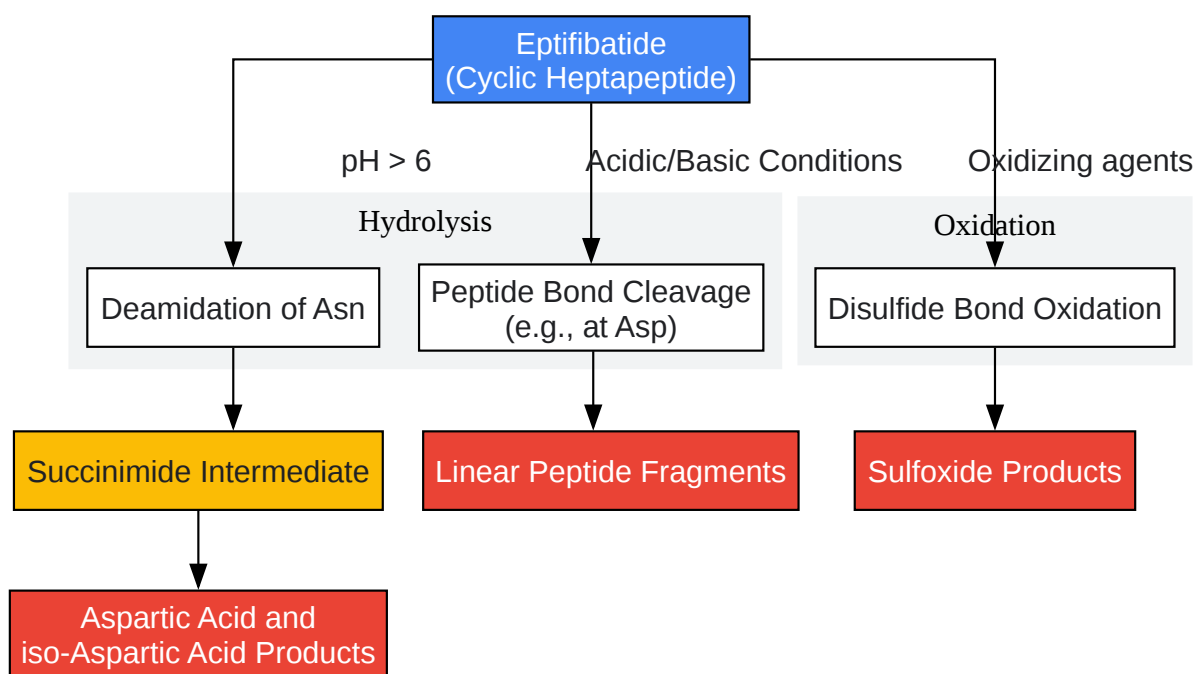 Eptifibatide
(Cyclic Heptapeptide)
pH > 6
Acidic/Basic Conditions
Oxidizing agents
Hydrolysis
Oxidation
Deamidation of Asn
Peptide Bond Cleavage
(e.g., at Asp)
Disulfide Bond Oxidation
Succinimide Intermediate
Linear Peptide Fragments
Sulfoxide Products
Aspartic Acid and
iso-Aspartic Acid Products